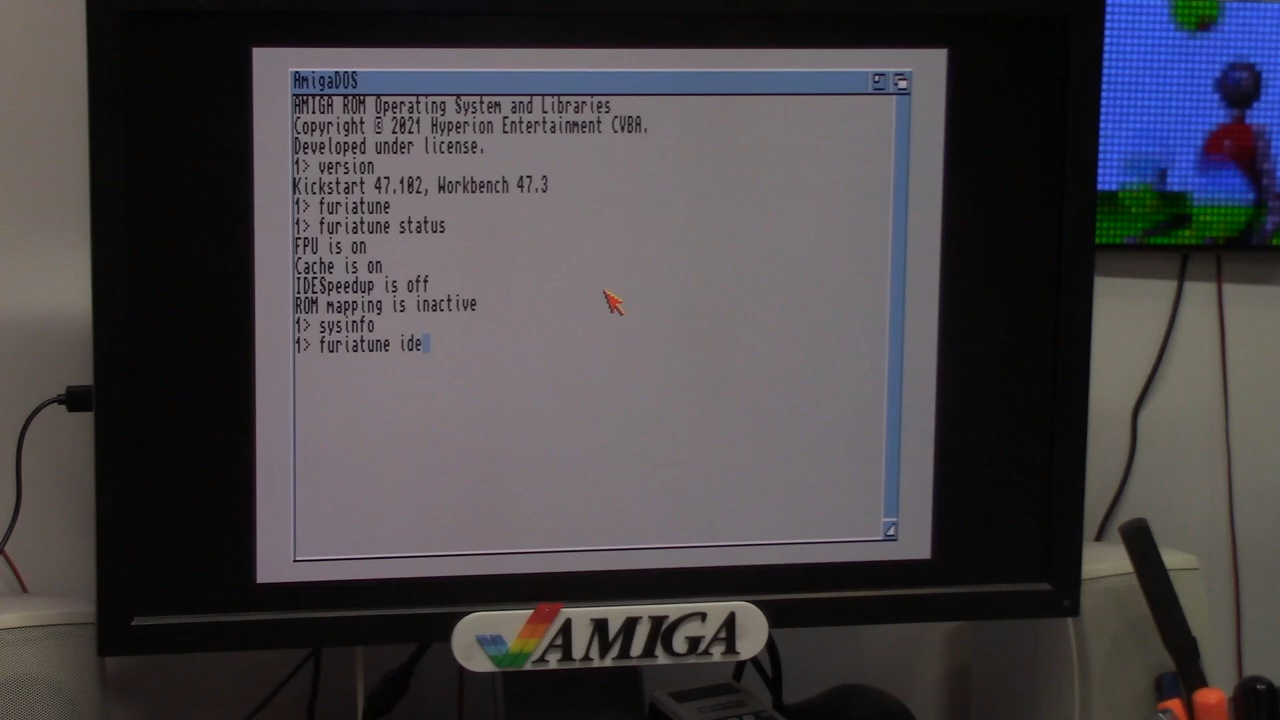 AmigaDOS
AMIGA ROM Operating System and Libraries
Copyright © 2021 Hyperion Entertainment CVBA.
Developed under license.
1> version
Kickstart 47.102, Workbench 47.3
1> furiatune
1> furiatune status
FPU is on
Cache is on
IDESpeedup is off
ROM mapping is inactive
1> sysinfo
1> furiatune ide
AMIGA